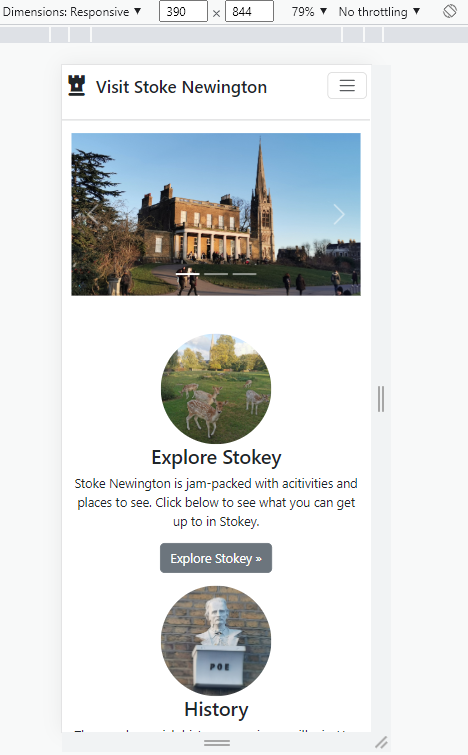 Dimensions: Responsive ▼ 390 × 844 79% ▼ No throttling ▼
Visit Stoke Newington
Explore Stokey
Stoke Newington is jam-packed with acitivities and
places to see. Click below to see what you can get
up to in Stokey.
Explore Stokey »
POE
History